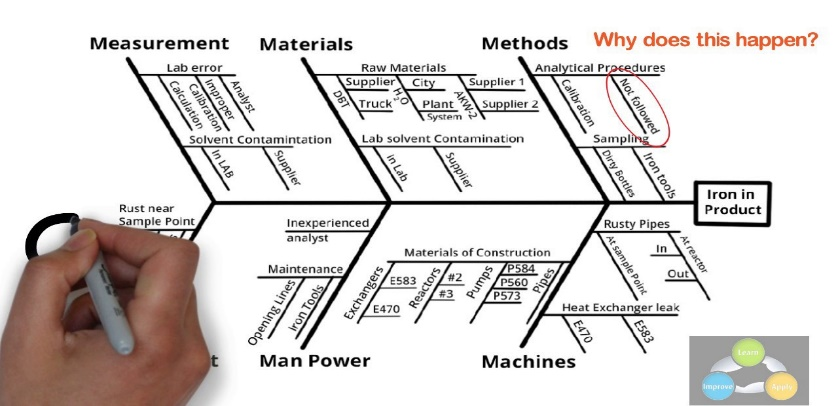 Measurement
Materials
Methods
Why does this happen?
Lab error
Calculation
Calibration
Improper
Analyst
Solvent Contamintation
In LAB
Supplier
Raw Materials
Supplier
City
Supplier 1
DBT
Truck
H2O
Plant
System
AKW-2
Supplier 2
Lab solvent Contamination
In Lab
Supplier
Analytical Procedures
Calibration
Not followed
Sampling
Dirty Bottles
Iron tools
Iron in
Product
Rust near
Sample Point
Inexperienced
analyst
Maintenance
Opening Lines
Iron Tools
Materials of Construction
Exchangers
E583
E470
Reactors
#2
#3
Pumps
P584
P560
P573
Pipes
Rusty Pipes
At sample Point
In
Out
At reactor
Heat Exchanger leak
E470
E583
t
Man Power
Machines
Learn
Improve
Apply